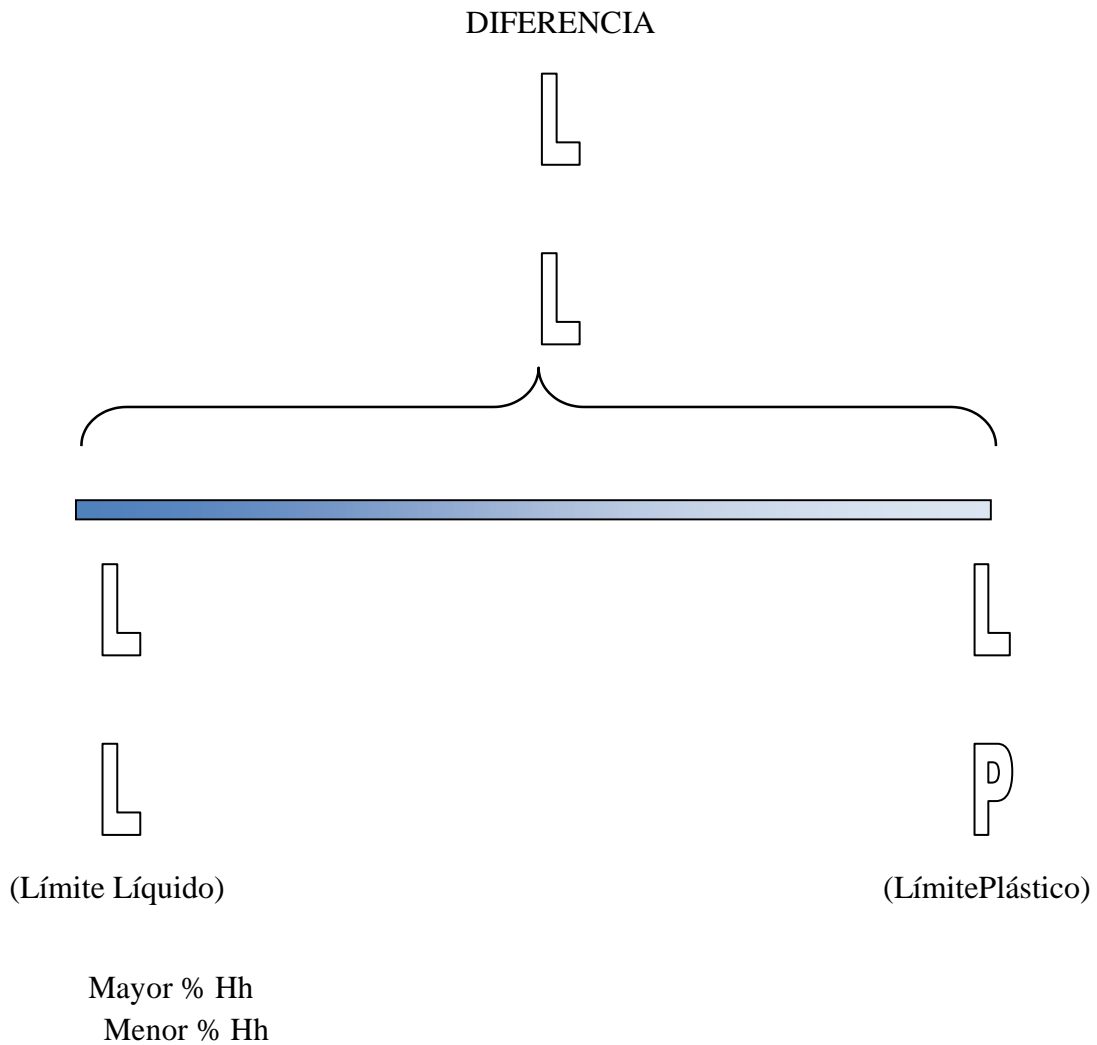 DIFERENCIA
L
L
L L
L P
(Límite Líquido) (LímitePlástico)
Mayor % Hh
Menor % Hh